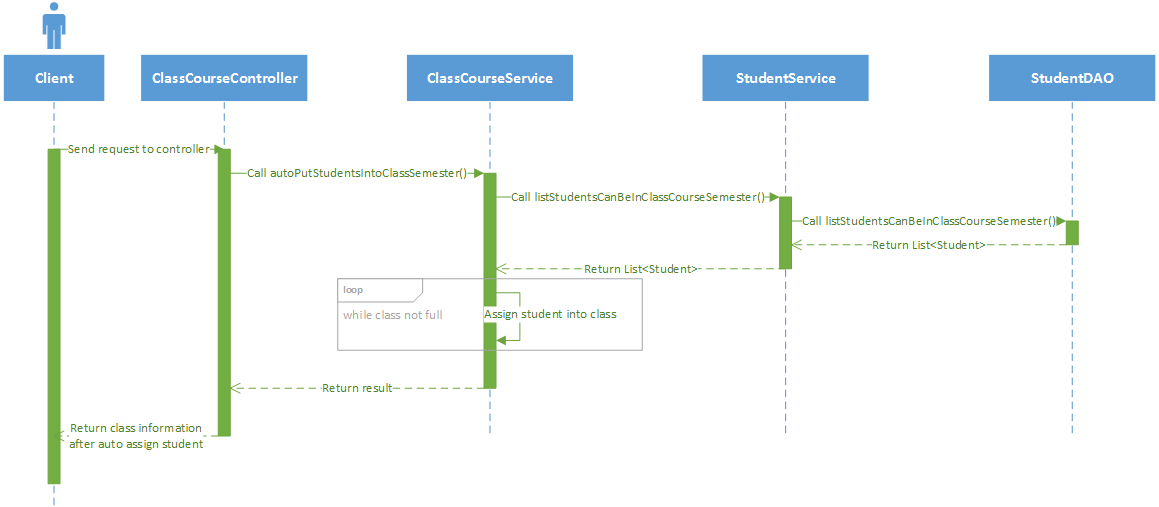 Client
ClassCourseController
ClassCourseService
StudentService
StudentDAO
Send request to controller
Call autoPutStudentsIntoClassSemester()
Call listStudentsCanBeInClassCourseSemester()
Call listStudentsCanBeInClassCourseSemester()
Return List<Student>
Return List<Student>
loop
while class not full
Assign student into class
Return result
Return class information
after auto assign student